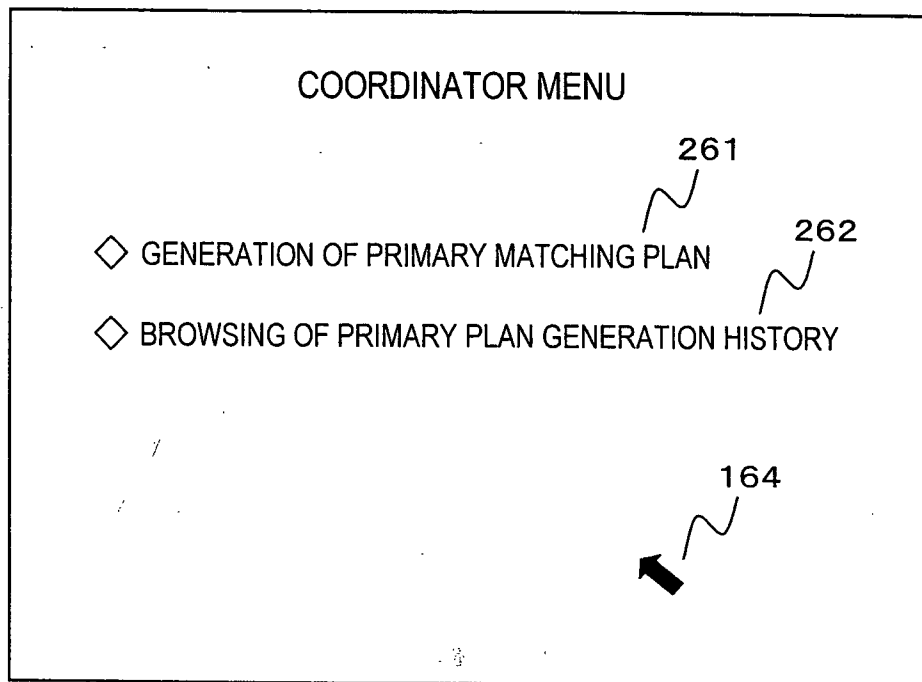 COORDINATOR MENU
261
◇ GENERATION OF PRIMARY MATCHING PLAN
262
◇ BROWSING OF PRIMARY PLAN GENERATION HISTORY
164